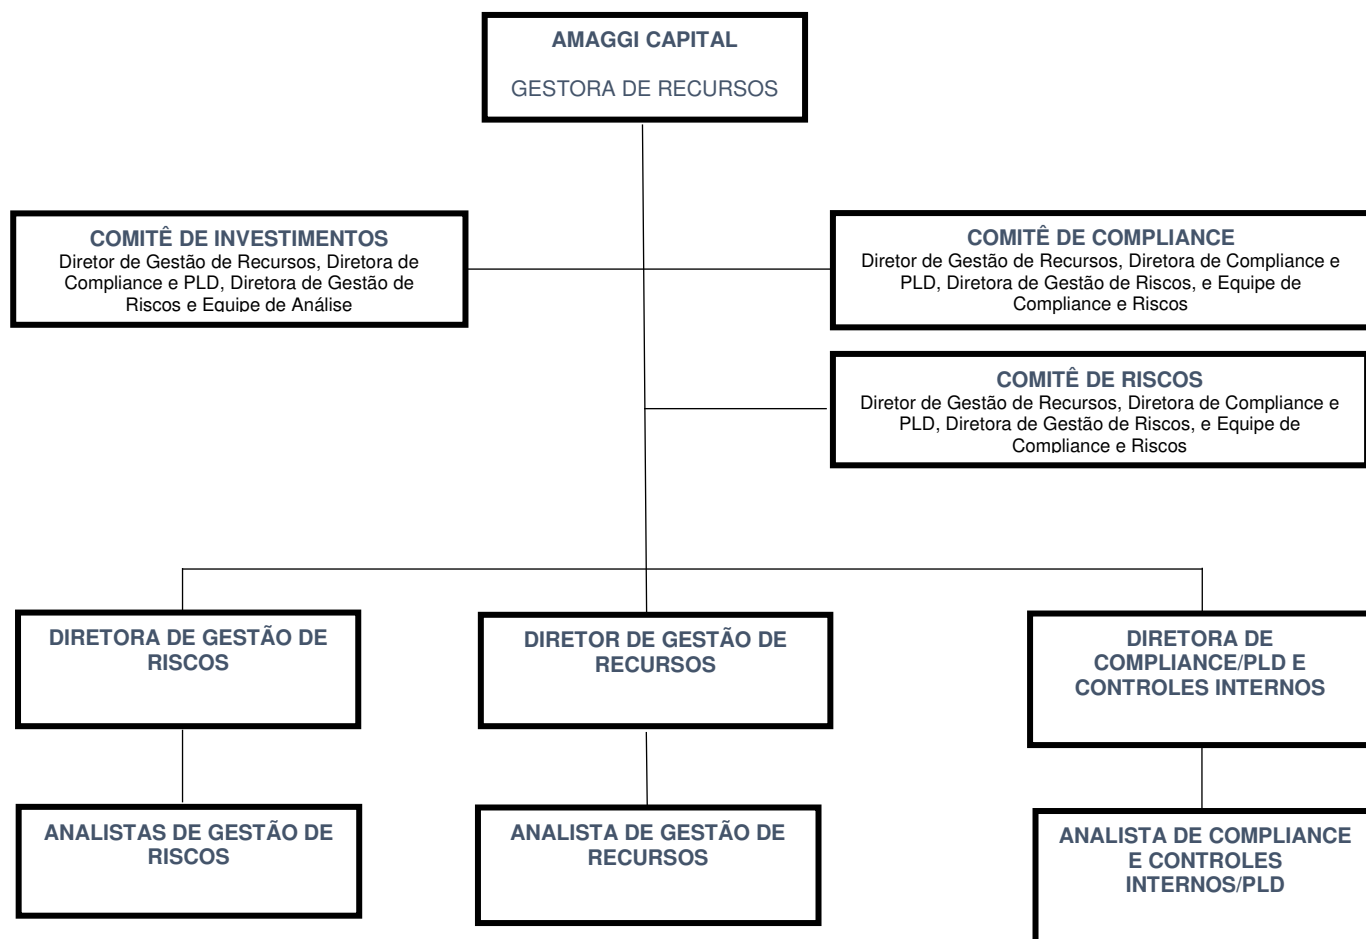 AMAGGI CAPITAL
GESTORA DE RECURSOS
COMITÊ DE INVESTIMENTOS
Diretor de Gestão de Recursos, Diretora de
Compliance e PLD, Diretora de Gestão de
Riscos e Equipe de Análise
COMITÊ DE COMPLIANCE
Diretor de Gestão de Recursos, Diretora de Compliance e
PLD, Diretora de Gestão de Riscos, e Equipe de
Compliance e Riscos
COMITÊ DE RISCOS
Diretor de Gestão de Recursos, Diretora de Compliance e
PLD, Diretora de Gestão de Riscos, e Equipe de
Compliance e Riscos
DIRETORA DE GESTÃO DE
RISCOS
DIRETOR DE GESTÃO DE
RECURSOS
DIRETORA DE
COMPLIANCE/PLD E
CONTROLES INTERNOS
ANALISTAS DE GESTÃO DE
RISCOS
ANALISTA DE GESTÃO DE
RECURSOS
ANALISTA DE COMPLIANCE
E CONTROLES
INTERNOS/PLD